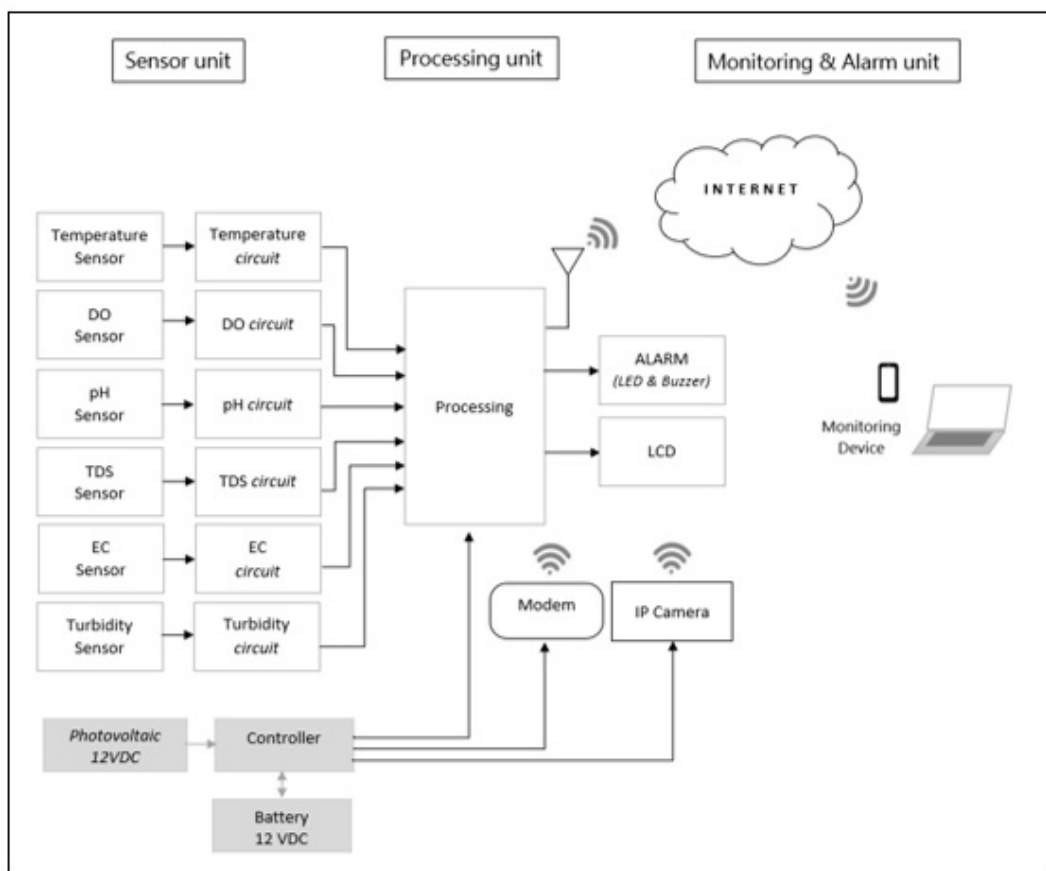 Sensor unit
Processing unit
Monitoring & Alarm unit
INTERNET
Temperature
Sensor
Temperature
circuit
DO
Sensor
DO circuit
pH
Sensor
pH circuit
TDS
Sensor
TDS circuit
EC
Sensor
EC
circuit
Turbidity
Sensor
Turbidity
circuit
Processing
ALARM
(LED & Buzzer)
LCD
Monitoring
Device
Modem
IP Camera
Photovoltaic
12VDC
Controller
Battery
12 VDC